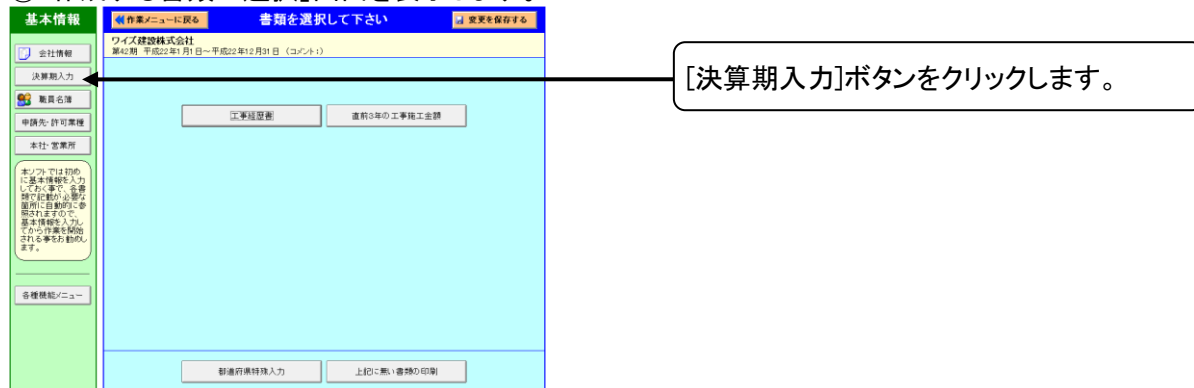 基本情報
作業メニューに戻る
書類を選択して下さい
変更を保存する
ワイズ建設株式会社
第42期 平成22年1月1日～平成22年12月31日 （コメント:）
会社情報
決算期入力
職員名簿
申請先・許可業種
本社・営業所
本ソフトでは初め
に基本情報を入力
しておく事で、各書
類で記載が必要な
箇所に自動的に参
照されますので、
基本情報を入力し
てから作業を開始
される事をお勧めし
ます。
各種機能メニュー
工事経歴書
直前3年の工事施工金額
都道府県特殊入力
上記に無い書類の印刷
[決算期入力]ボタンをクリックします。